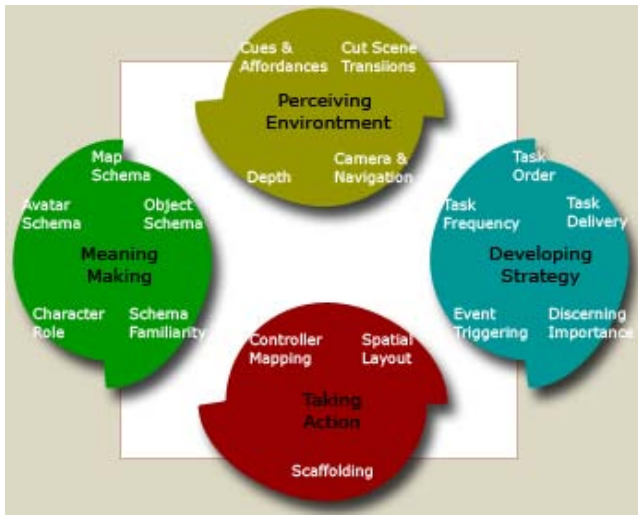 Cues &
Affordances
Cut Scene
Transiions
Perceiving
Environtment
Depth
Camera &
Navigation
Map
Schema
Avatar
Schema
Object
Schema
Meaning
Making
Character
Role
Schema
Familiarity
Task
Order
Task
Frequency
Task
Delivery
Developing
Strategy
Event
Triggering
Discerning
Importance
Controller
Mapping
Spatial
Layout
Taking
Action
Scaffolding